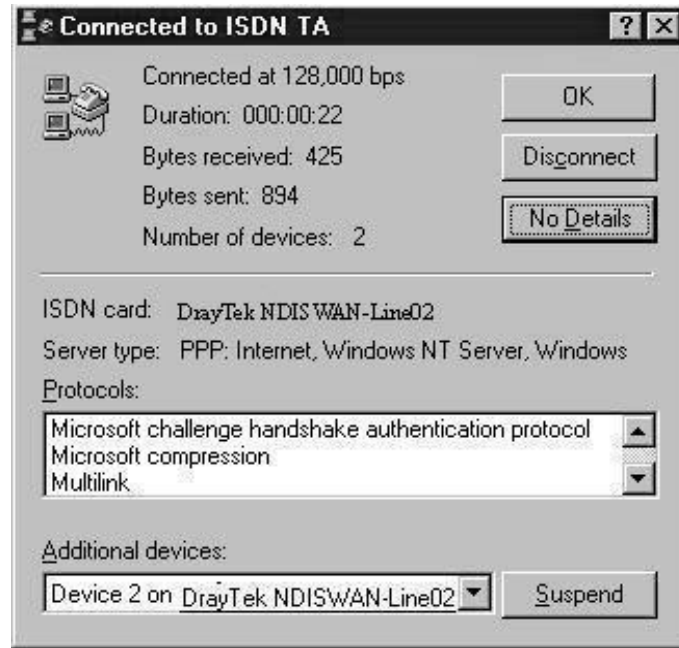 Connected to ISDN TA
Connected at 128,000 bps
Duration: 000:00:22
Bytes received: 425
Bytes sent: 894
Number of devices: 2
OK
Disconnect
No Details
ISDN card: DrayTek NDISWAN-Line02
Server type: PPP: Internet, Windows NT Server, Windows
Protocols:
Microsoft challenge handshake authentication protocol
Microsoft compression
Multilink
Additional devices:
Device 2 on DrayTek NDISWAN-Line02
Suspend